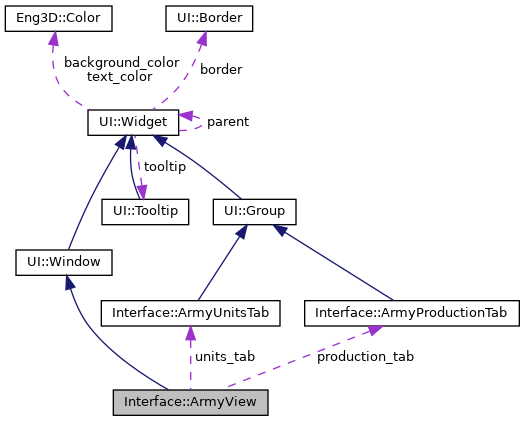 Eng3D::Color
UI::Border
background_color
text_color
border
UI::Widget
parent
tooltip
UI::Tooltip
UI::Group
UI::Window
Interface::ArmyUnitsTab
Interface::ArmyProductionTab
units_tab
production_tab
Interface::ArmyView